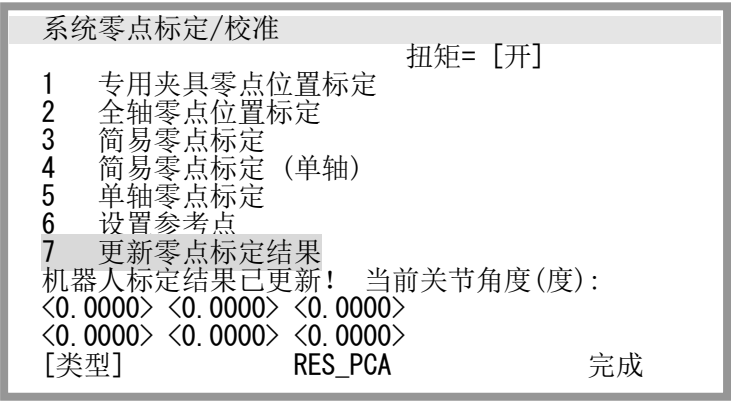 系统零点标定/校准
扭矩= [开]
1 专用夹具零点位置标定
2 全轴零点位置标定
3 简易零点标定
4 简易零点标定 (单轴)
5 单轴零点标定
6 设置参考点
7 更新零点标定结果
机器人标定结果已更新! 当前关节角度(度):
<0.0000> <0.0000> <0.0000>
<0.0000> <0.0000> <0.0000>
[类型] RES_PCA 完成